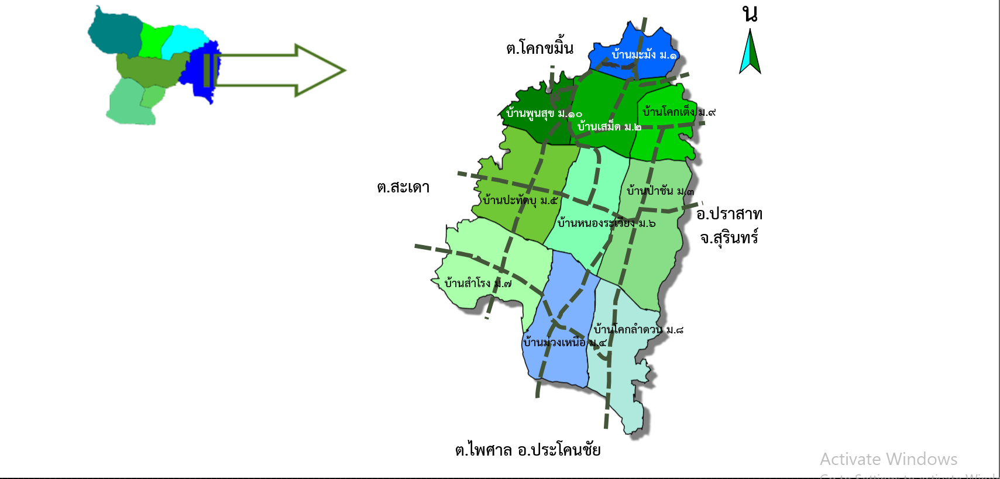 น
ต.โคกขมิ้น
บ้านมะมัง ม.๑
บ้านพูนสุข ม.๑๐
บ้านเสม็ด ม.๒
บ้านโคกเต็ง ม.๙
ต.สะเดา
บ้านปะทัดบุ ม.๕
บ้านป่าชัน ม.๓
บ้านหนองระเวียง ม.๖
อ.ปราสาท
จ.สุรินทร์
บ้านสำโรง ม.๗
บ้านโคกลำดวน ม.๘
บ้านม่วงเหนือ ม.๔
ต.ไพศาล อ.ประโคนชัย
Activate Windows
Go to Settings to activate Wind